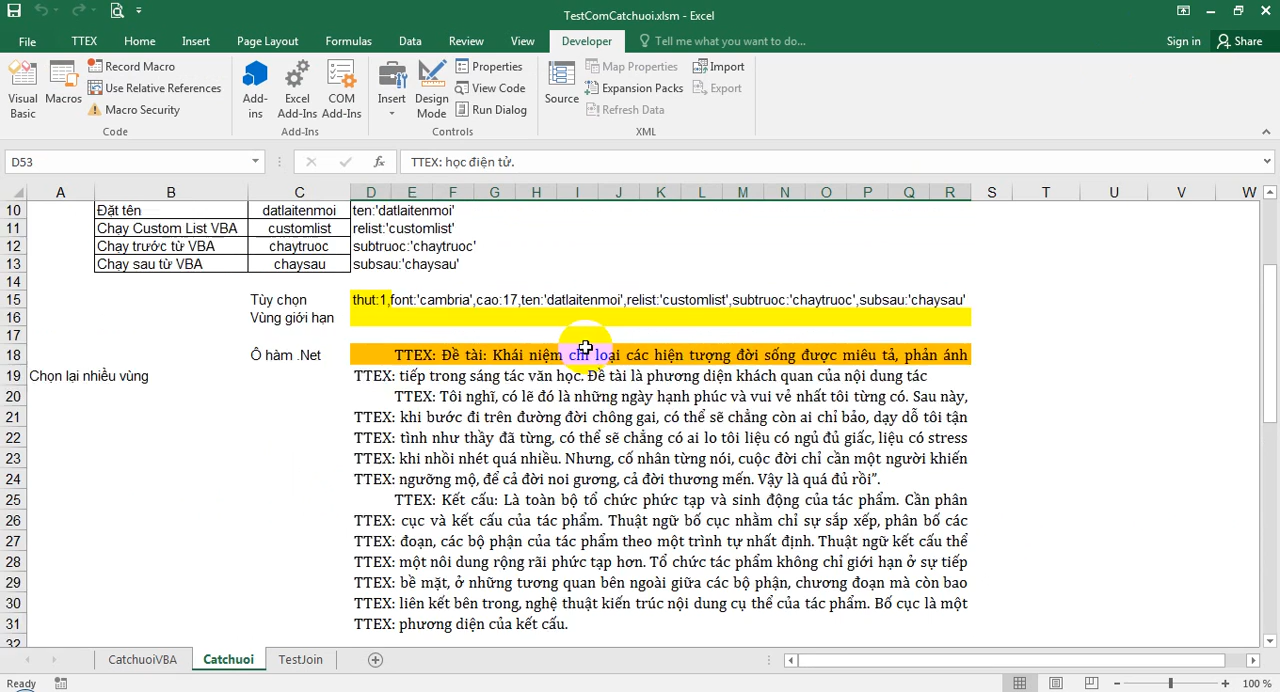 TestComCatchuoi.xlsm - Excel
File TTEX Home Insert Page Layout Formulas Data Review View Developer Tell me what you want to do... Sign in Share
Visual Basic
Macros
Record Macro
Use Relative References
Macro Security
Code
Add-ins
Excel Add-Ins
COM Add-Ins
Add-Ins
Insert
Design Mode
Properties
View Code
Run Dialog
Controls
Source
Map Properties
Expansion Packs
Refresh Data
Import
Export
XML
D53 fx TTEX: học điện tử.
A B C D E F G H I J K L M N O P Q R S T U V W
10 Đặt tên datlaitenmoi ten:'datlaitenmoi'
11 Chạy Custom List VBA customlist relist:'customlist'
12 Chạy trước từ VBA chaytruoc subtruoc:'chaytruoc'
13 Chạy sau từ VBA chaysau subsau:'chaysau'
14
15 Tùy chọn thut:1,font:'cambria',cao:17,ten:'datlaitenmoi',relist:'customlist',subtruoc:'chaytruoc',subsau:'chaysau'
16 Vùng giới hạn
17
18 Ô hàm .Net TTEX: Đề tài: Khái niệm chỉ loại các hiện tượng đời sống được miêu tả, phản ánh
19 Chọn lại nhiều vùng TTEX: tiếp trong sáng tác văn học. Đề tài là phương diện khách quan của nội dung tác
20 TTEX: Tôi nghĩ, có lẽ đó là những ngày hạnh phúc và vui vẻ nhất tôi từng có. Sau này,
21 TTEX: khi bước đi trên đường đời chông gai, có thể sẽ chẳng còn ai chỉ bảo, dạy dỗ tôi tận
22 TTEX: tình như thầy đã từng, có thể sẽ chẳng có ai lo tôi liệu có ngủ đủ giấc, liệu có stress
23 TTEX: khi nhồi nhét quá nhiều. Nhưng, cố nhân từng nói, cuộc đời chỉ cần một người khiến
24 TTEX: ngưỡng mộ, để cả đời noi gương, cả đời thương mến. Vậy là quá đủ rồi”.
25 TTEX: Kết cấu: Là toàn bộ tổ chức phức tạp và sinh động của tác phẩm. Cần phân
26 TTEX: cục và kết cấu của tác phẩm. Thuật ngữ bố cục nhằm chỉ sự sắp xếp, phân bố các
27 TTEX: đoạn, các bộ phận của tác phẩm theo một trình tự nhất định. Thuật ngữ kết cấu thể
28 TTEX: một nôi dung rộng rãi phức tạp hơn. Tổ chức tác phẩm không chỉ giới hạn ở sự tiếp
29 TTEX: bề mặt, ở những tương quan bên ngoài giữa các bộ phận, chương đoạn mà còn bao
30 TTEX: liên kết bên trong, nghệ thuật kiến trúc nội dung cụ thể của tác phẩm. Bố cục là một
31 TTEX: phương diện của kết cấu.
32
CatchuoiVBA Catchuoi TestJoin
Ready 100 %